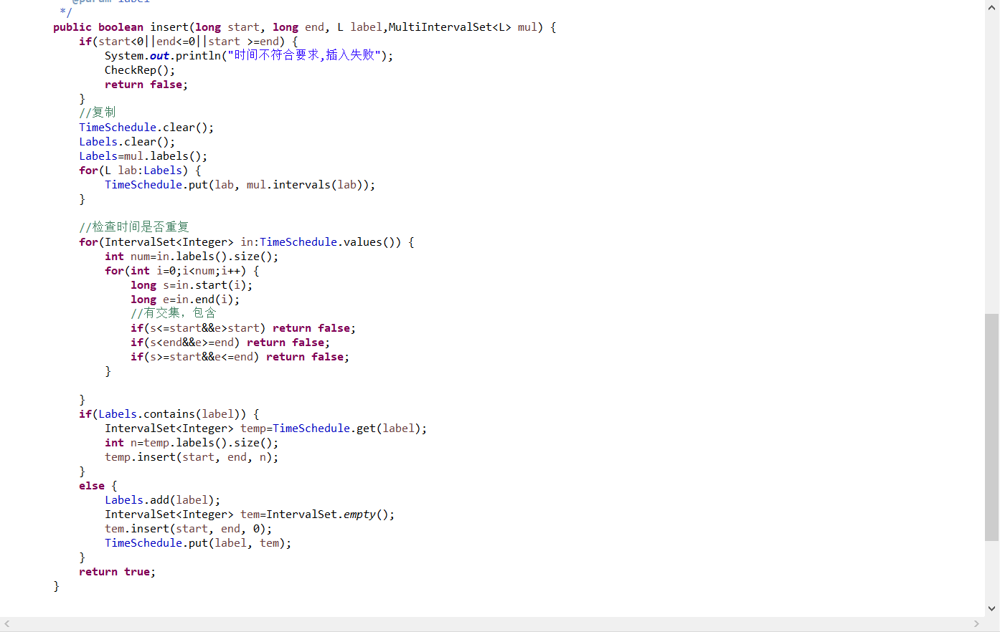 @param label
*/
public boolean insert(long start, long end, L label,MultiIntervalSet<L> mul) {
if(start<0||end<=0||start >=end) {
System.out.println("时间不符合要求,插入失败");
CheckRep();
return false;
}
//复制
TimeSchedule.clear();
Labels.clear();
Labels=mul.labels();
for(L lab:Labels) {
TimeSchedule.put(lab, mul.intervals(lab));
}
//检查时间是否重复
for(IntervalSet<Integer> in:TimeSchedule.values()) {
int num=in.labels().size();
for(int i=0;i<num;i++) {
long s=in.start(i);
long e=in.end(i);
//有交集，包含
if(s<=start&&e>start) return false;
if(s<end&&e>=end) return false;
if(s>=start&&e<=end) return false;
}
}
if(Labels.contains(label)) {
IntervalSet<Integer> temp=TimeSchedule.get(label);
int n=temp.labels().size();
temp.insert(start, end, n);
}
else {
Labels.add(label);
IntervalSet<Integer> tem=IntervalSet.empty();
tem.insert(start, end, 0);
TimeSchedule.put(label, tem);
}
return true;
}